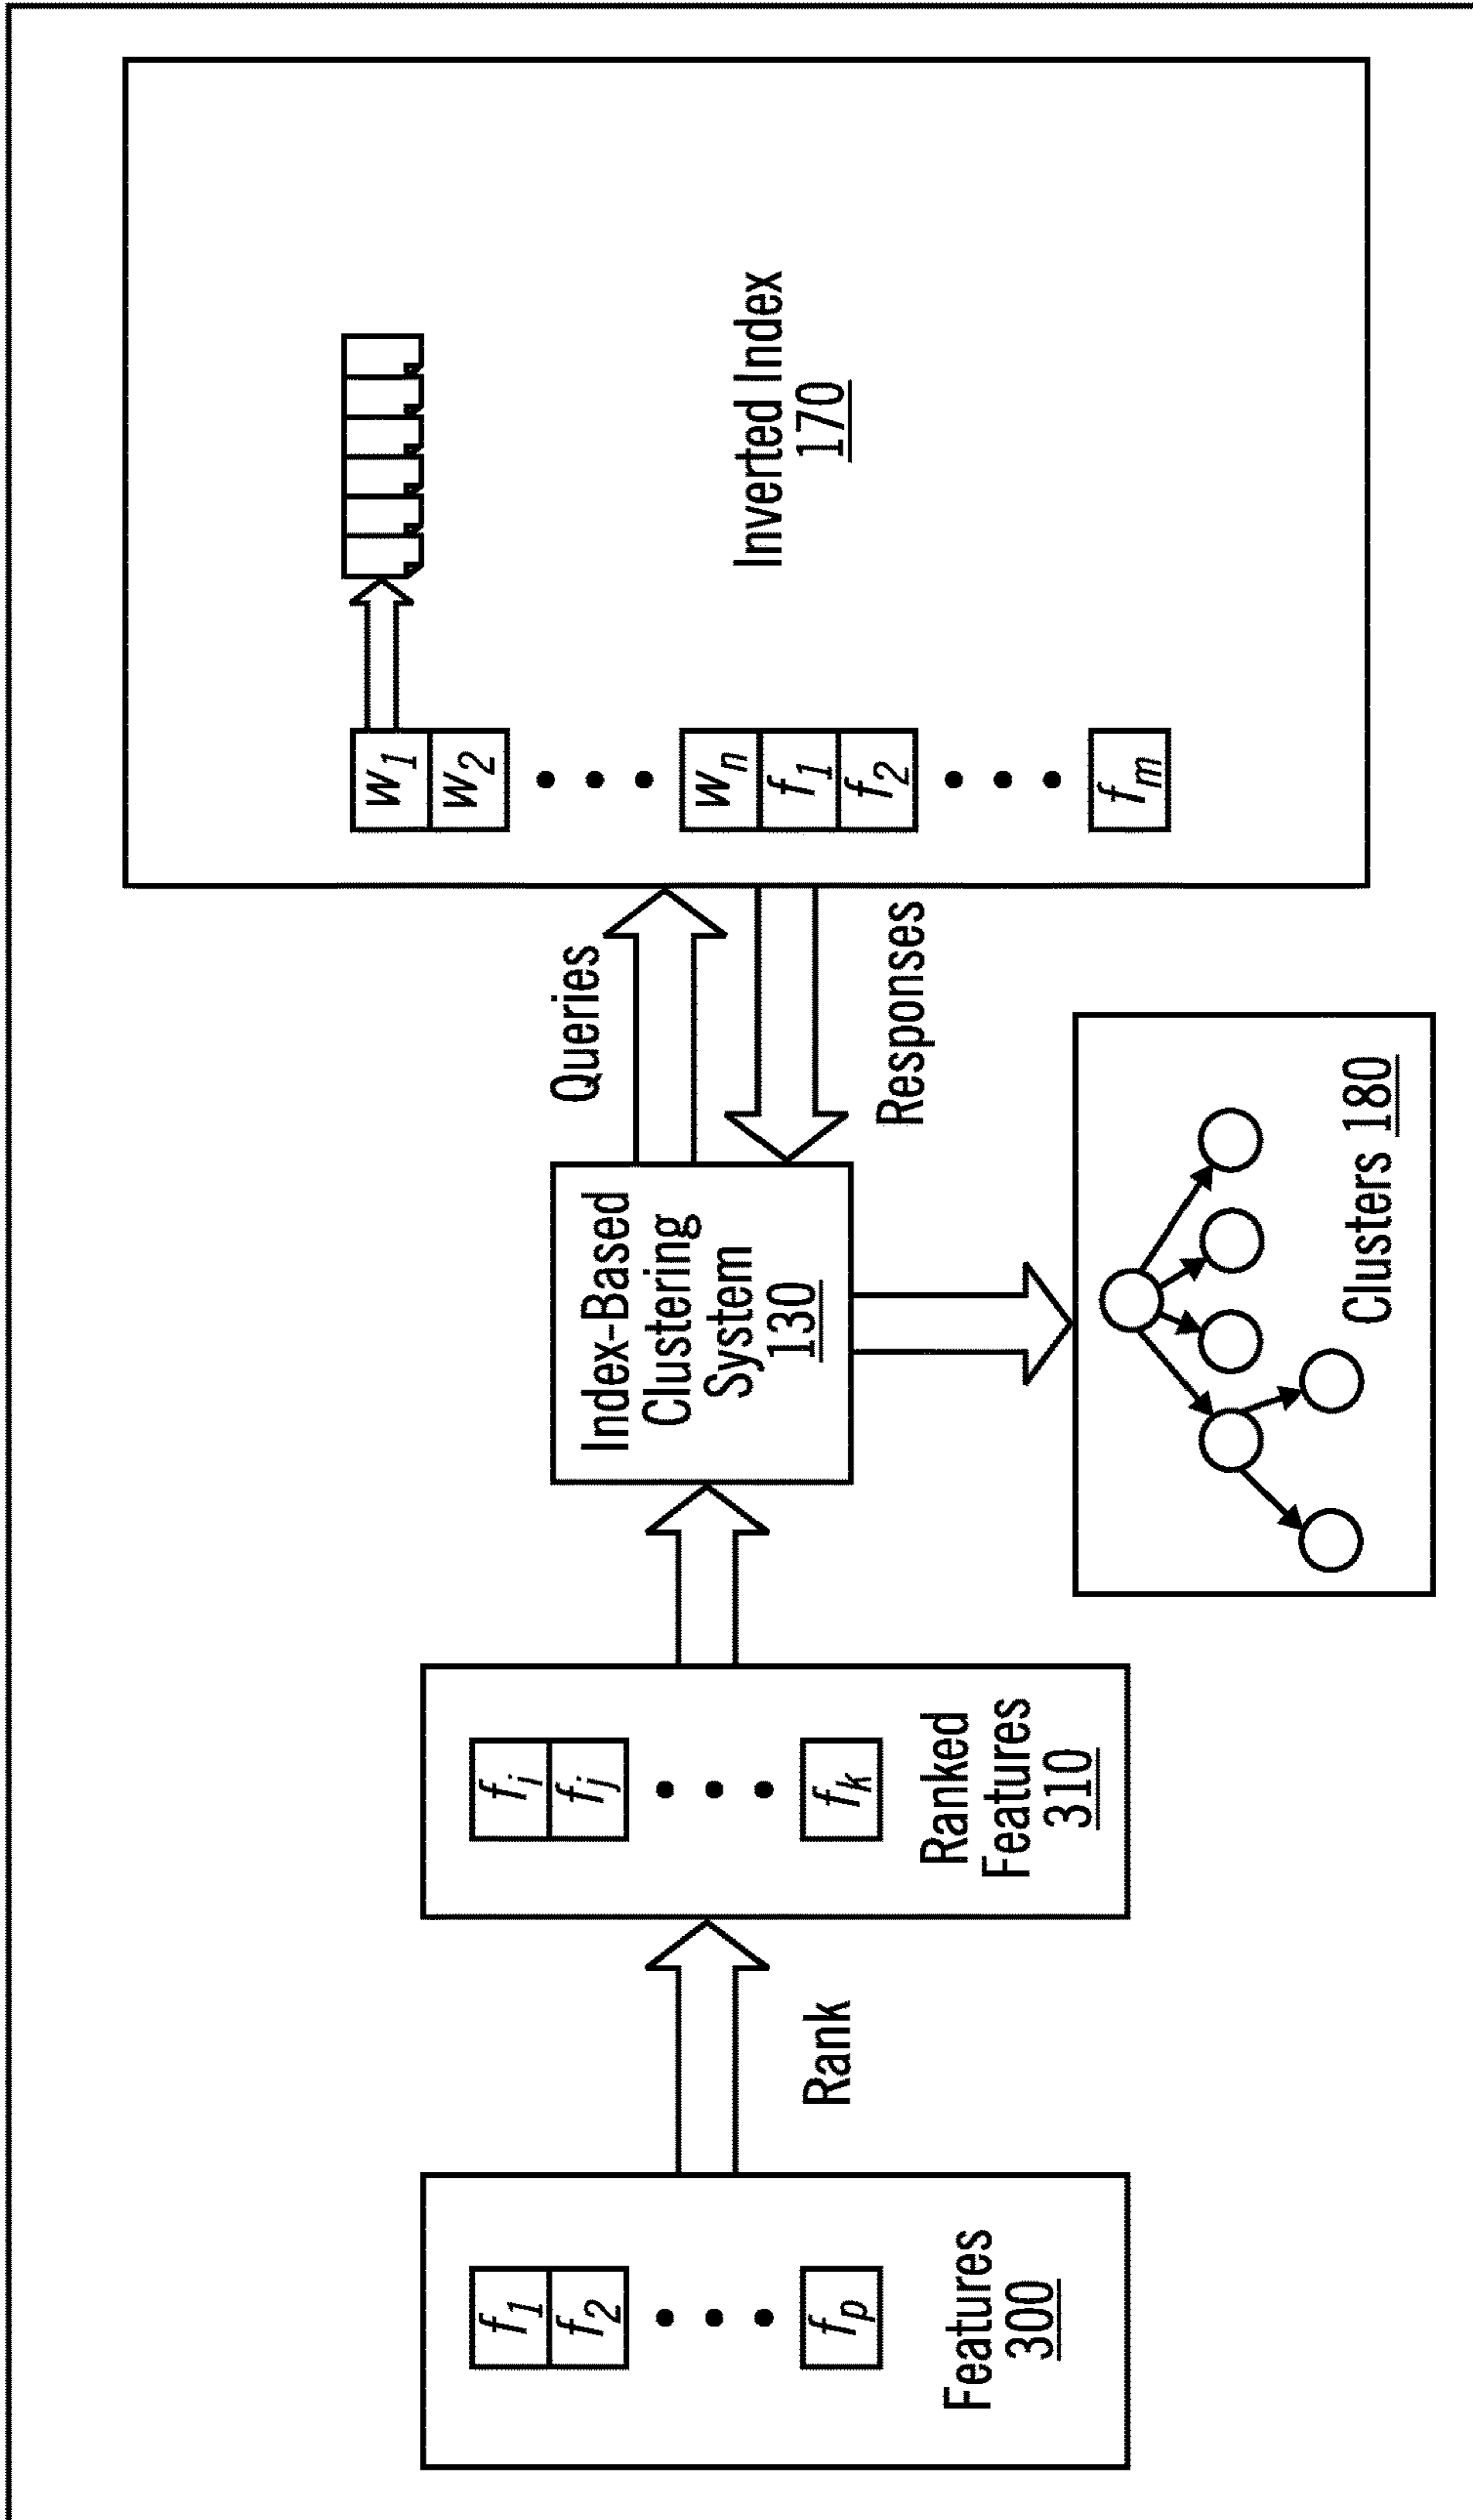 f1
f2
fp
Features
300
Rank
fi
fj
fk
Ranked
Features
310
Index-Based
Clustering
System
130
Queries
Responses
Clusters 180
w1
w2
wn
f1
f2
fm
Inverted Index
170